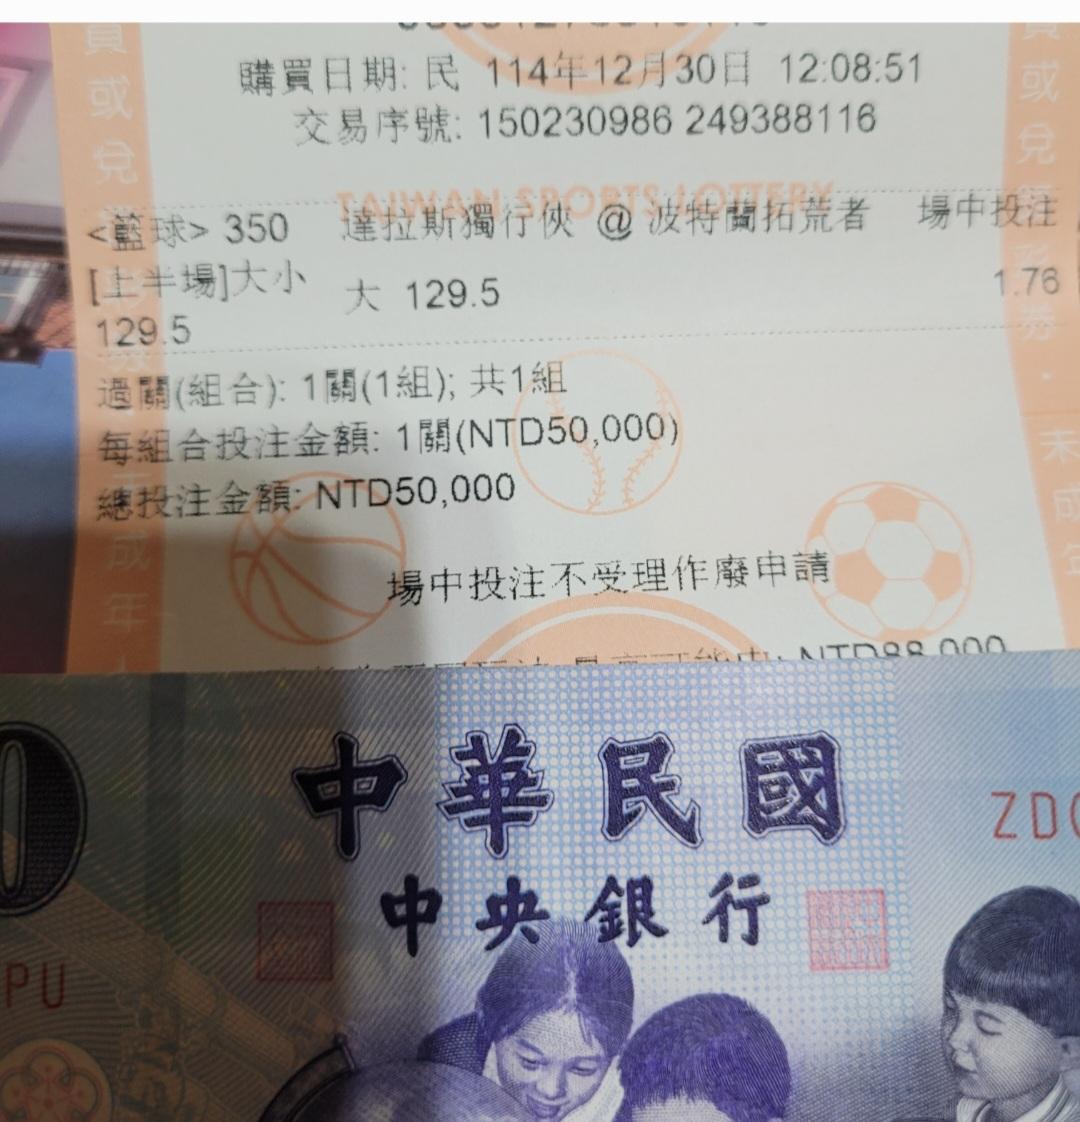 購買日期: 民 114年12月30日 12:08:51
交易序號: 150230986 249388116
TAIWAN SPORTS LOTTERY
<籃球> 350 達拉斯獨行俠 @ 波特蘭拓荒者 場中投注
[上半場]大小 大 129.5 1.76
129.5
過關(組合): 1關(1組); 共1組
每組合投注金額: 1關(NTD50,000)
總投注金額: NTD50,000
場中投注不受理作廢申請
NTD88,000
中華民國
中央銀行
PU